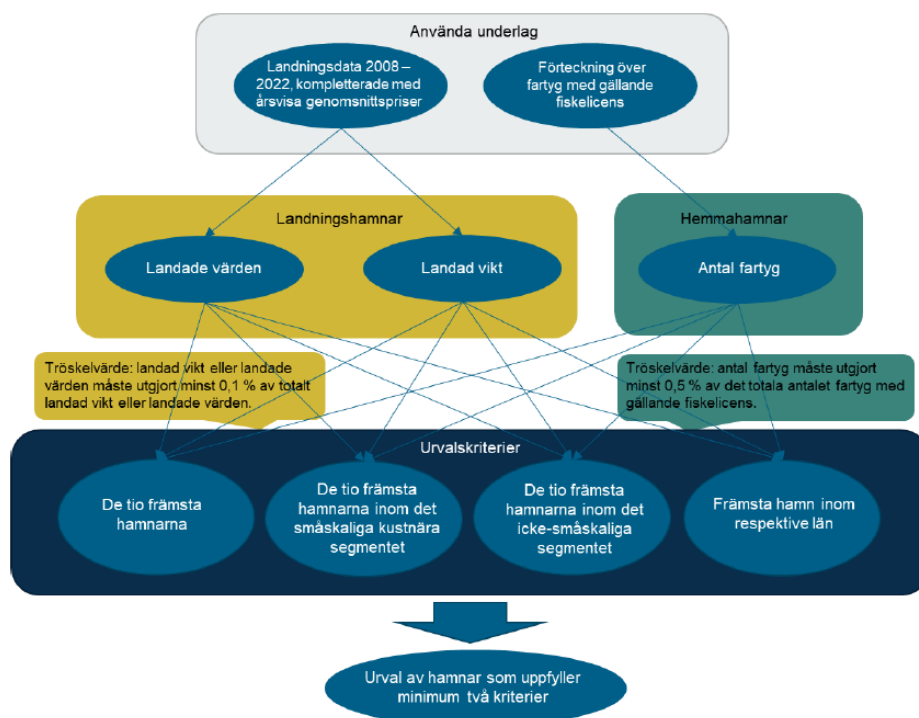 Använda underlag
Landningsdata 2008 –
2022, kompletterade med
årsvisa genomsnittspriser
Förteckning över
fartyg med gällande
fiskelicens
Landningshamnar
Hemmahamnar
Landade värden
Landad vikt
Antal fartyg
Tröskelvärde: landad vikt eller landade
värden måste utgjort minst 0,1 % av totalt
landad vikt eller landade värden.
Tröskelvärde: antal fartyg måste utgjort
minst 0,5 % av det totala antalet fartyg med
gällande fiskelicens.
Urvalskriterier
De tio främsta
hamnarna
De tio främsta
hamnarna inom det
småskaliga kustnära
segmentet
De tio främsta
hamnarna inom det
icke-småskaliga
segmentet
Främsta hamn inom
respektive län
Urval av hamnar som uppfyller
minimum två kriterier